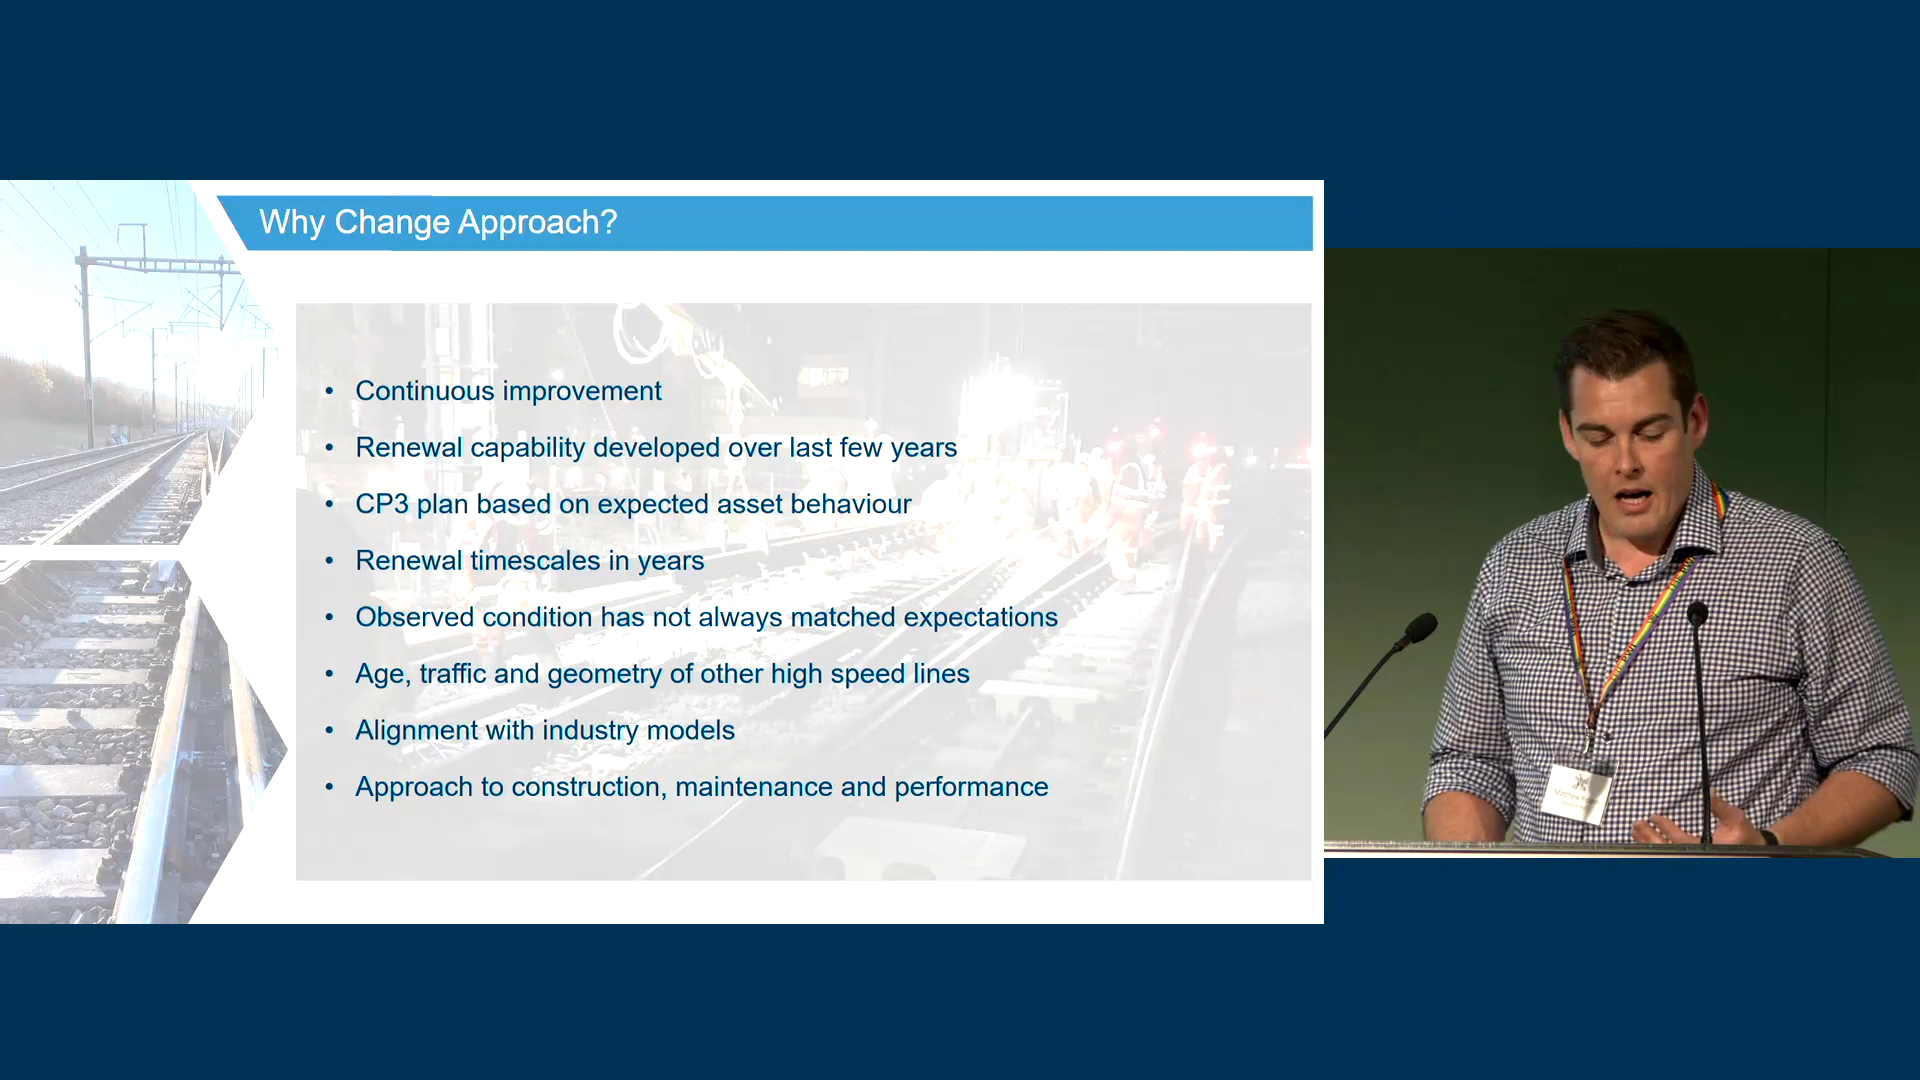 Why Change Approach?
• Continuous improvement
• Renewal capability developed over last few years
• CP3 plan based on expected asset behaviour
• Renewal timescales in years
• Observed condition has not always matched expectations
• Age, traffic and geometry of other high speed lines
• Alignment with industry models
• Approach to construction, maintenance and performance
Matthew